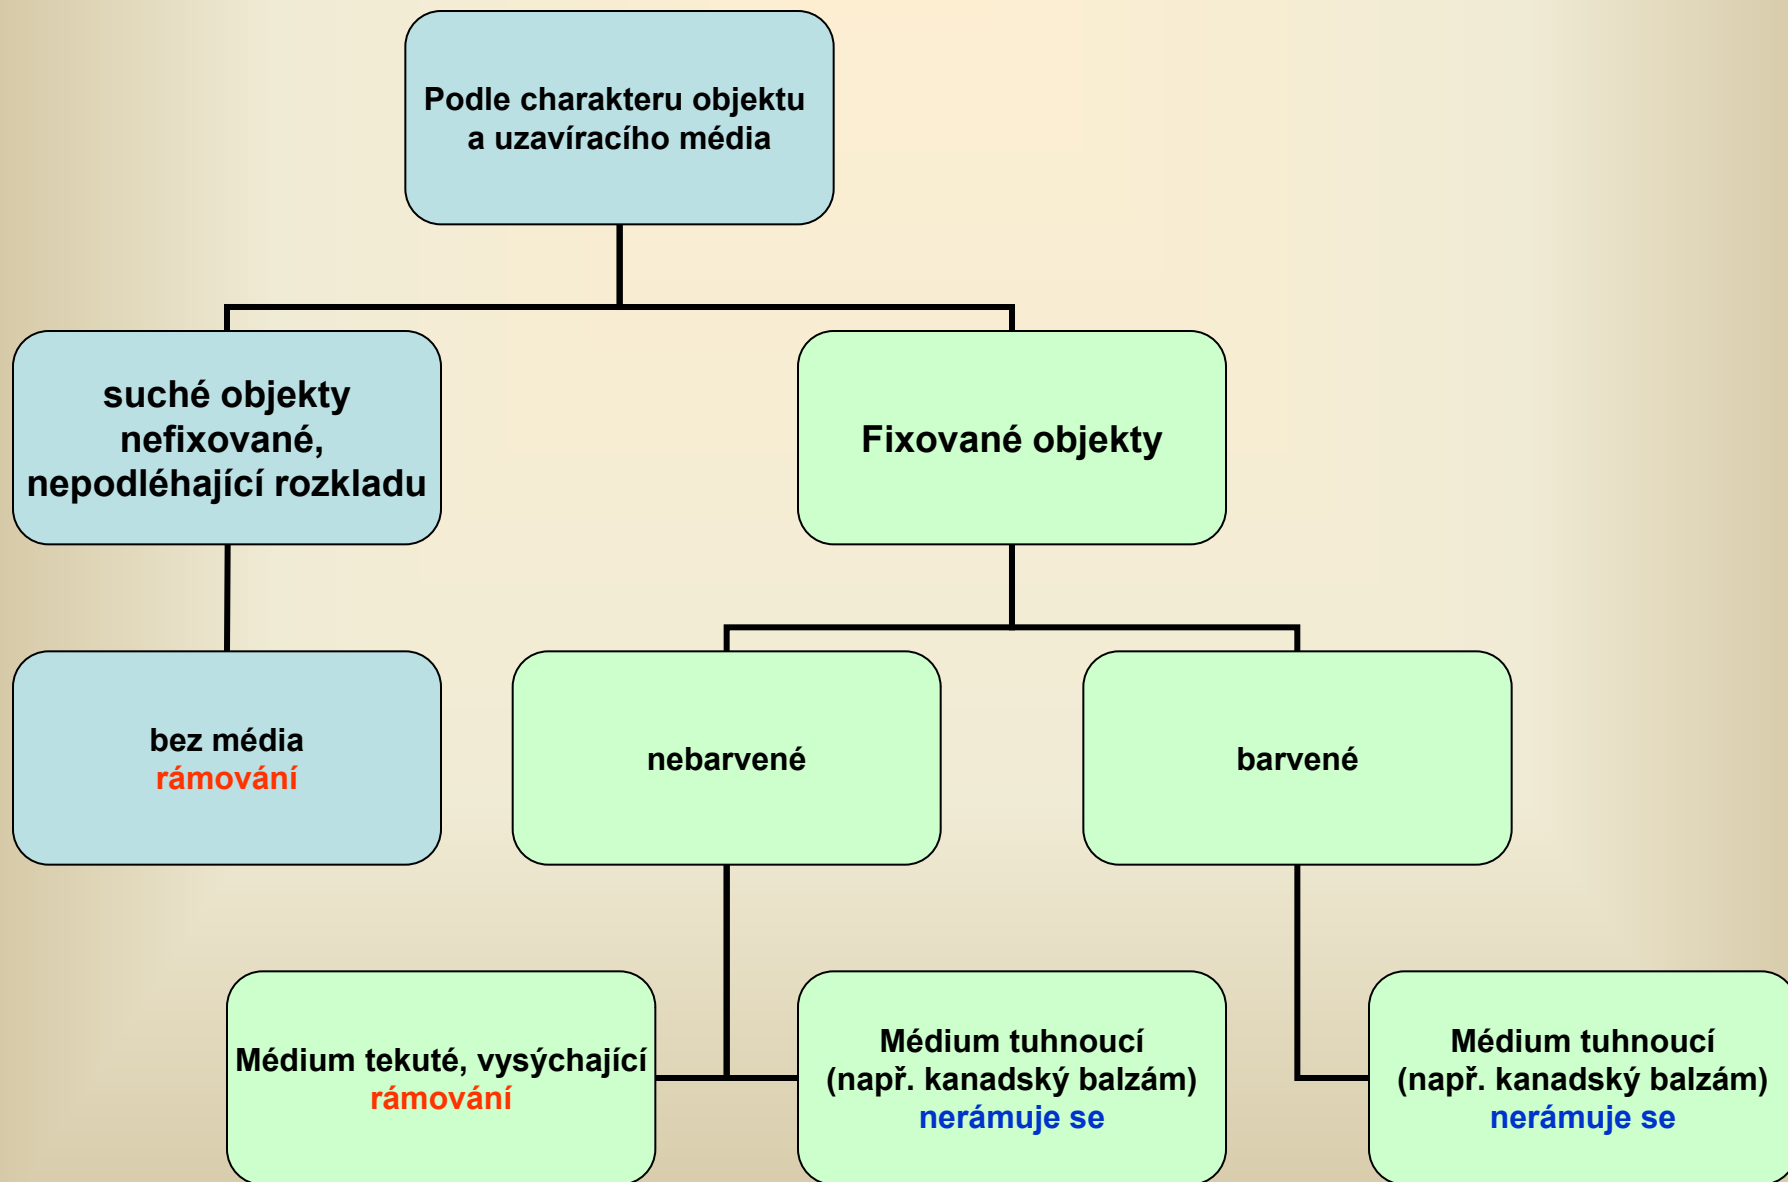 Podle charakteru objektu
a uzavíracího média
suché objekty
nefixované,
nepodléhající rozkladu
Fixované objekty
bez média
rámování
nebarvené
barvené
Médium tekuté, vysýchající
rámování
Médium tuhnoucí
(např. kanadský balzám)
nerámuje se
Médium tuhnoucí
(např. kanadský balzám)
nerámuje se